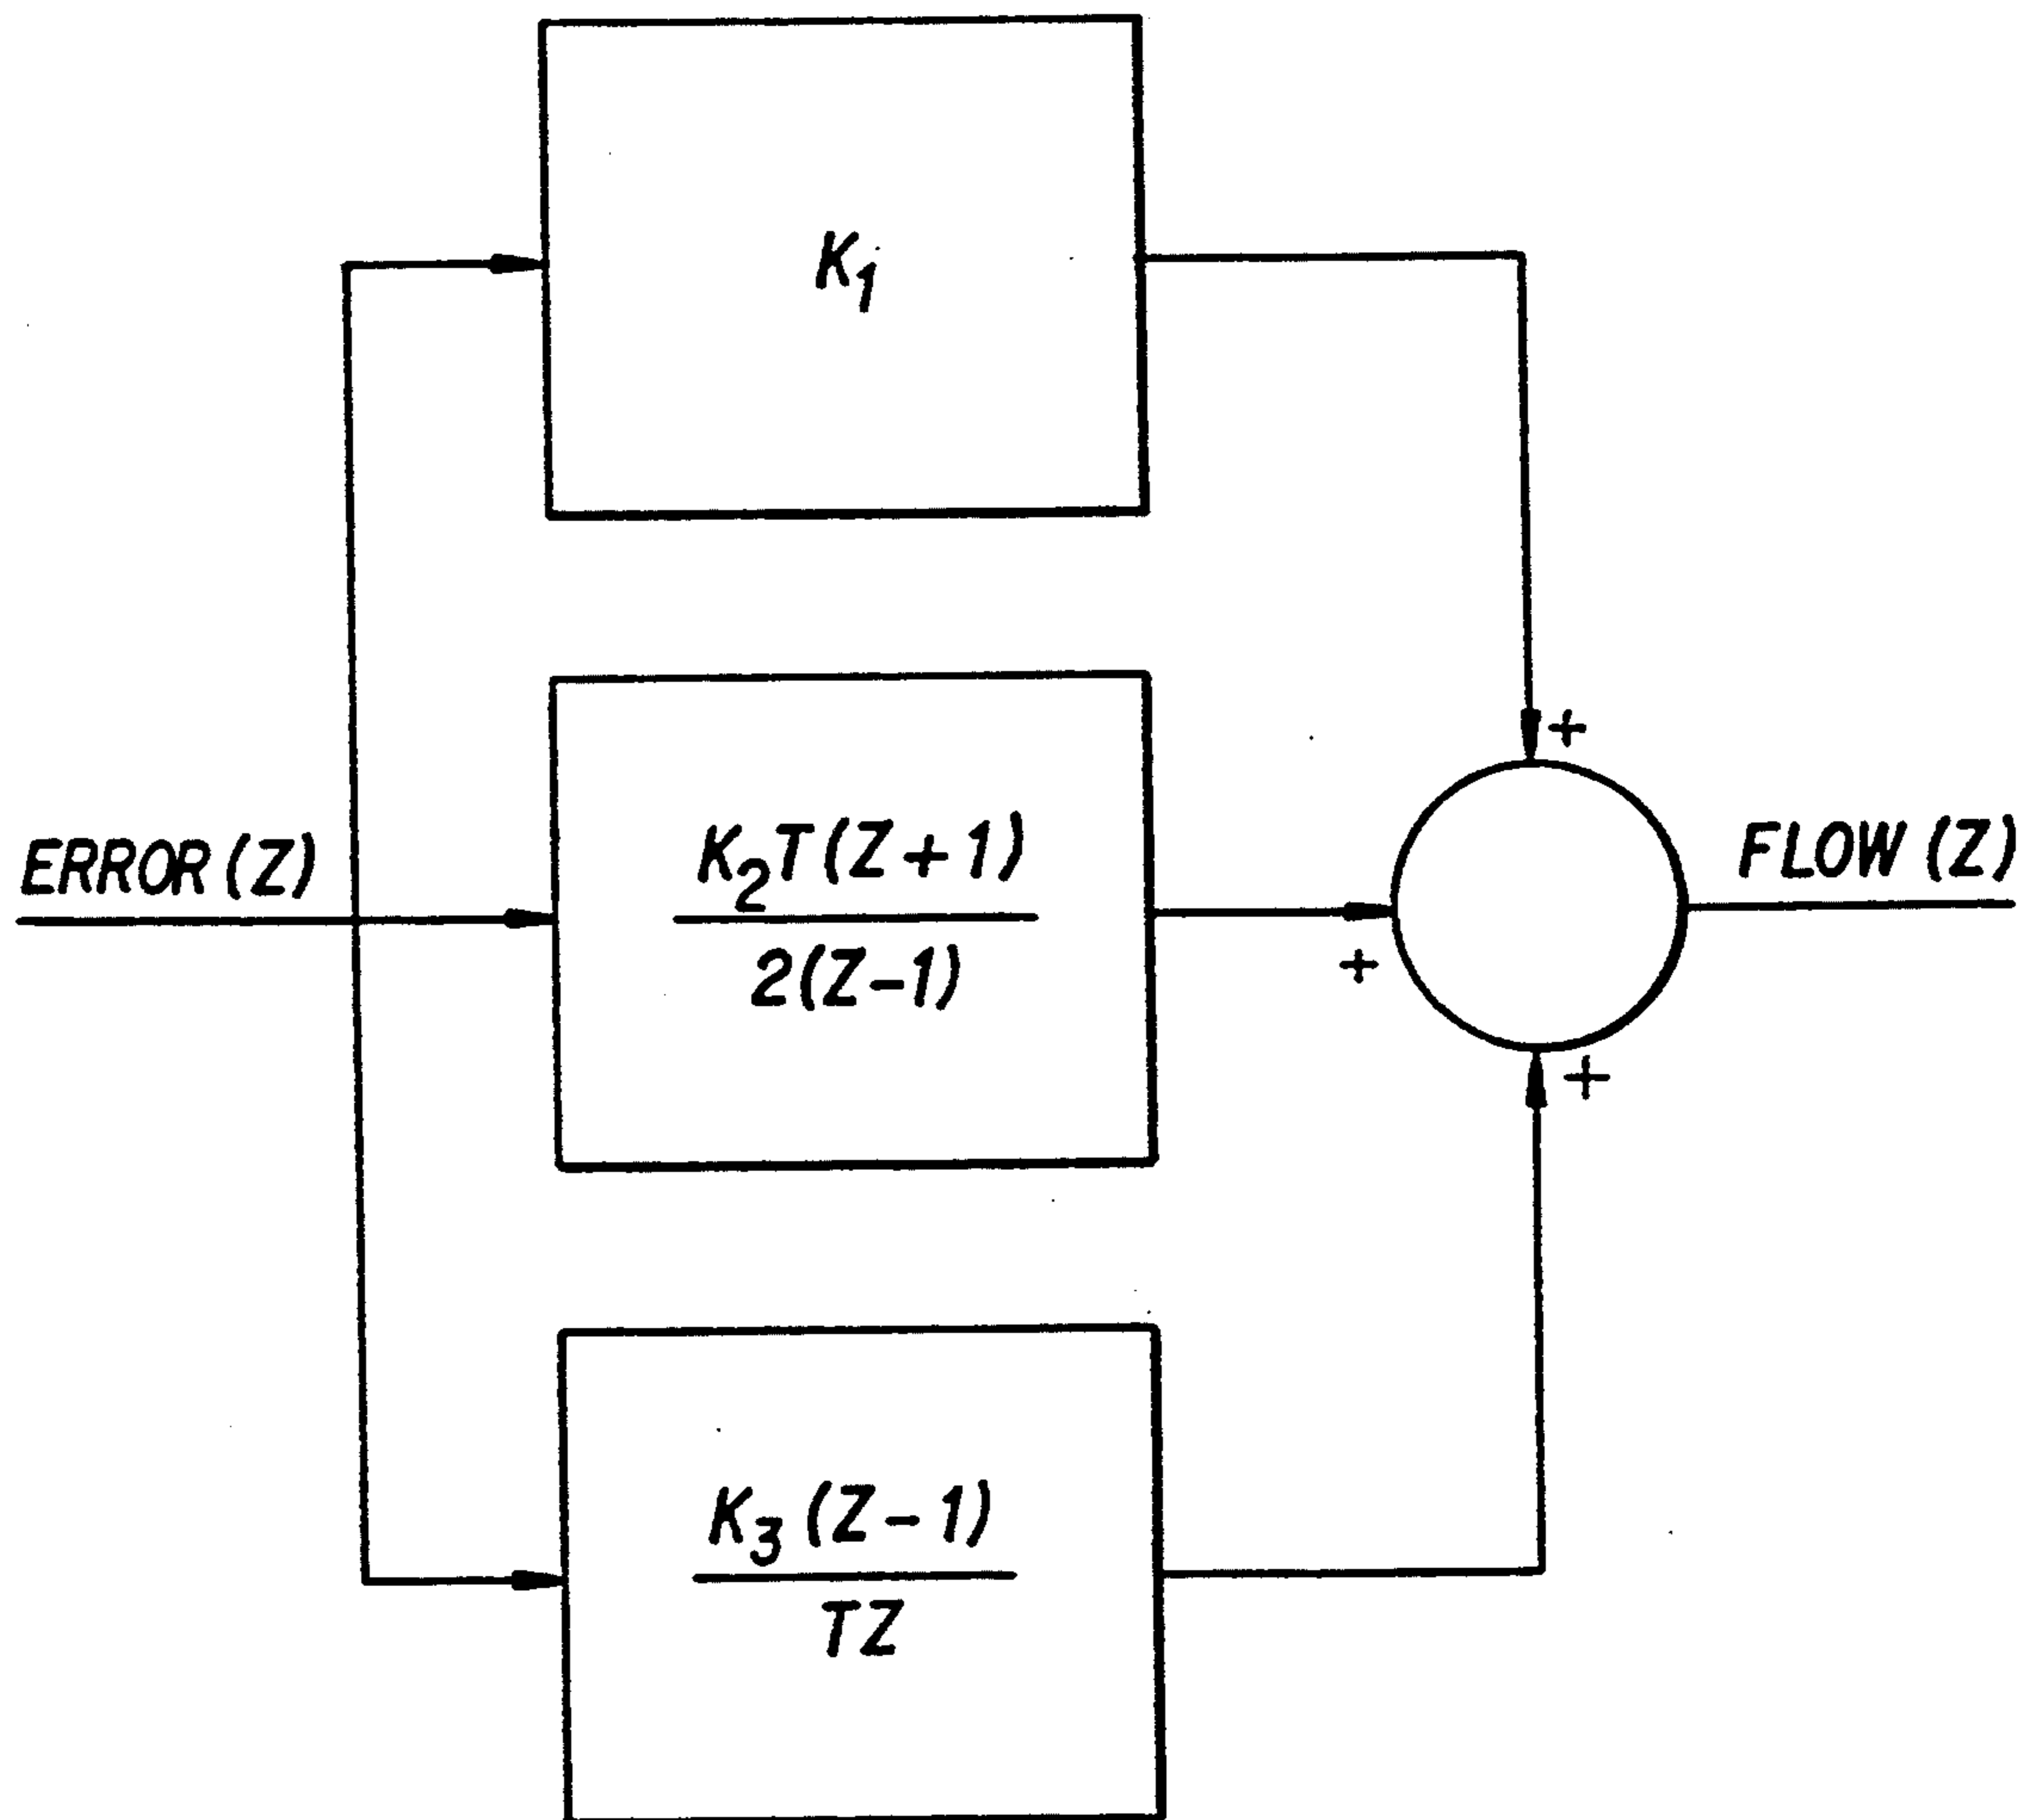 K₁
+
ERROR (Z)
K₂T(Z+1)
2(Z-1)
FLOW (Z)
+
+
K₃(Z-1)
TZ